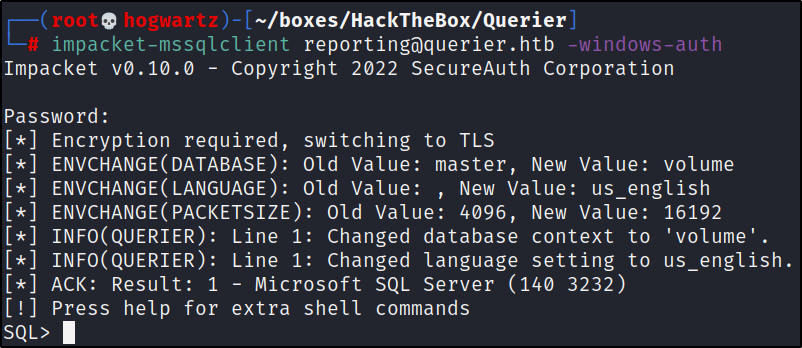 ┌──(root💀hogwartz)-[~/boxes/HackTheBox/Querier]
└─# impacket-mssqlclient reporting@querier.htb -windows-auth
Impacket v0.10.0 - Copyright 2022 SecureAuth Corporation
Password:
[*] Encryption required, switching to TLS
[*] ENVCHANGE(DATABASE): Old Value: master, New Value: volume
[*] ENVCHANGE(LANGUAGE): Old Value: , New Value: us_english
[*] ENVCHANGE(PACKETSIZE): Old Value: 4096, New Value: 16192
[*] INFO(QUERIER): Line 1: Changed database context to 'volume'.
[*] INFO(QUERIER): Line 1: Changed language setting to us_english.
[*] ACK: Result: 1 - Microsoft SQL Server (140 3232)
[!] Press help for extra shell commands
SQL>